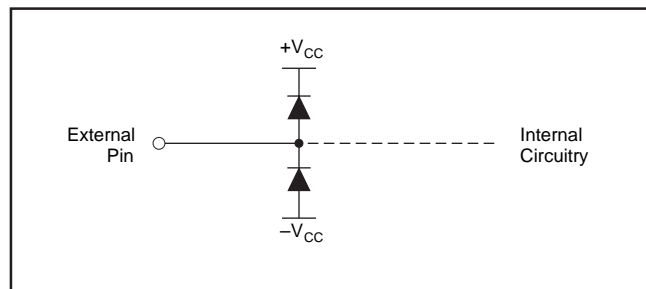 +VCC
External
Pin
Internal
Circuitry
–VCC